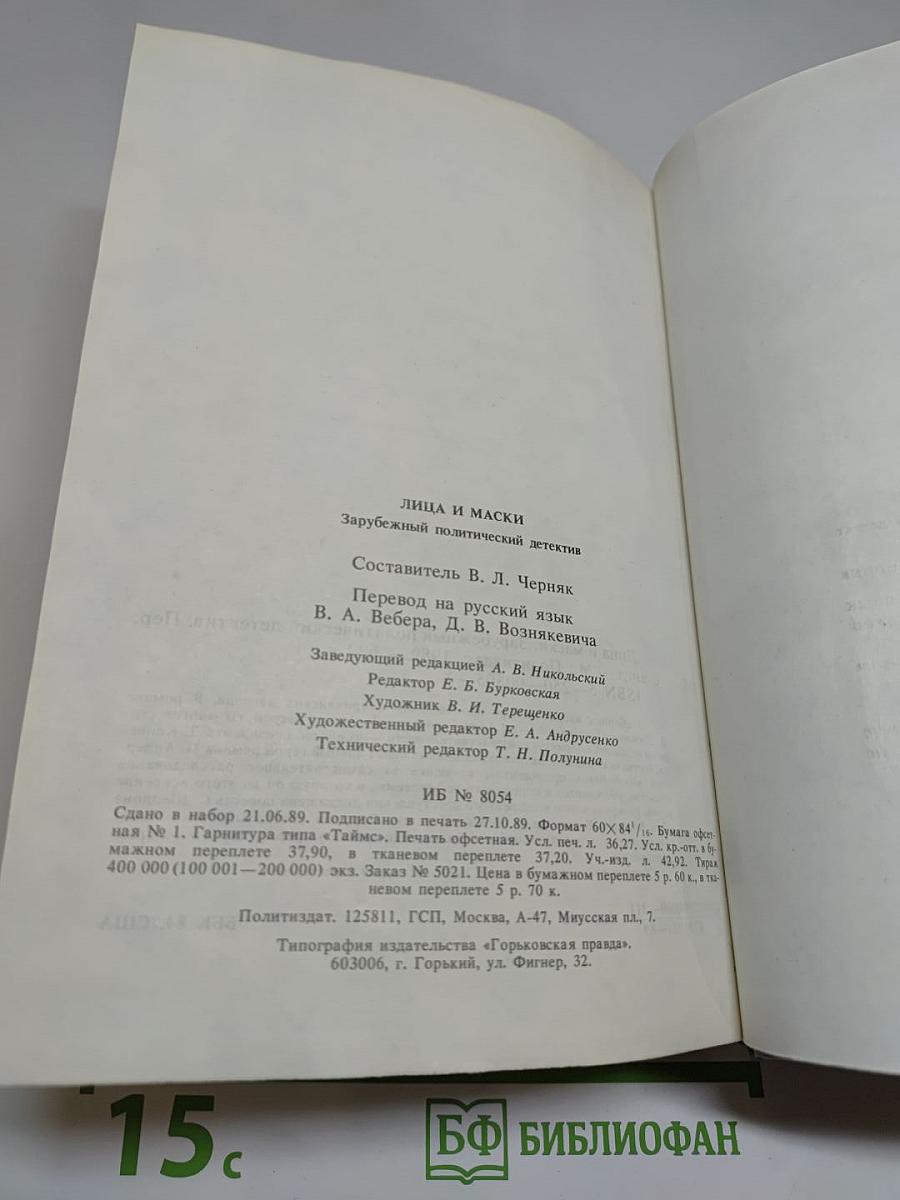 ЛИЦА И МАСКИ
Зарубежный политический детектив
Составитель В. Л. Черняк
Перевод на русский язык
В. А. Вебера, Д. В. Вознякевича
Заведующий редакцией А. В. Никольский
Редактор Е. Б. Бурковская
Художник В. И. Терещенко
Художественный редактор Е. А. Андрусенко
Технический редактор Т. Н. Полунина
ИБ № 8054
Сдано в набор 21.06.89. Подписано в печать 27.10.89. Формат 60×84¹/₁₆. Бумага офсет-
ная № 1. Гарнитура типа «Таймс». Печать офсетная. Усл. печ. л. 36,27. Усл. кр.-отт. в бу-
мажном переплете 37,90, в тканевом переплете 37,20. Уч.-изд. л. 42,92. Тираж
400 000 (100 001—200 000) экз. Заказ № 5021. Цена в бумажном переплете 5 р. 60 к., в тка-
невом переплете 5 р. 70 к.
Политиздат. 125811, ГСП, Москва, А-47, Миусская пл., 7.
Типография издательства «Горьковская правда».
603006, г. Горький, ул. Фигнер, 32.
15 с
БФ БИБЛИОФАН